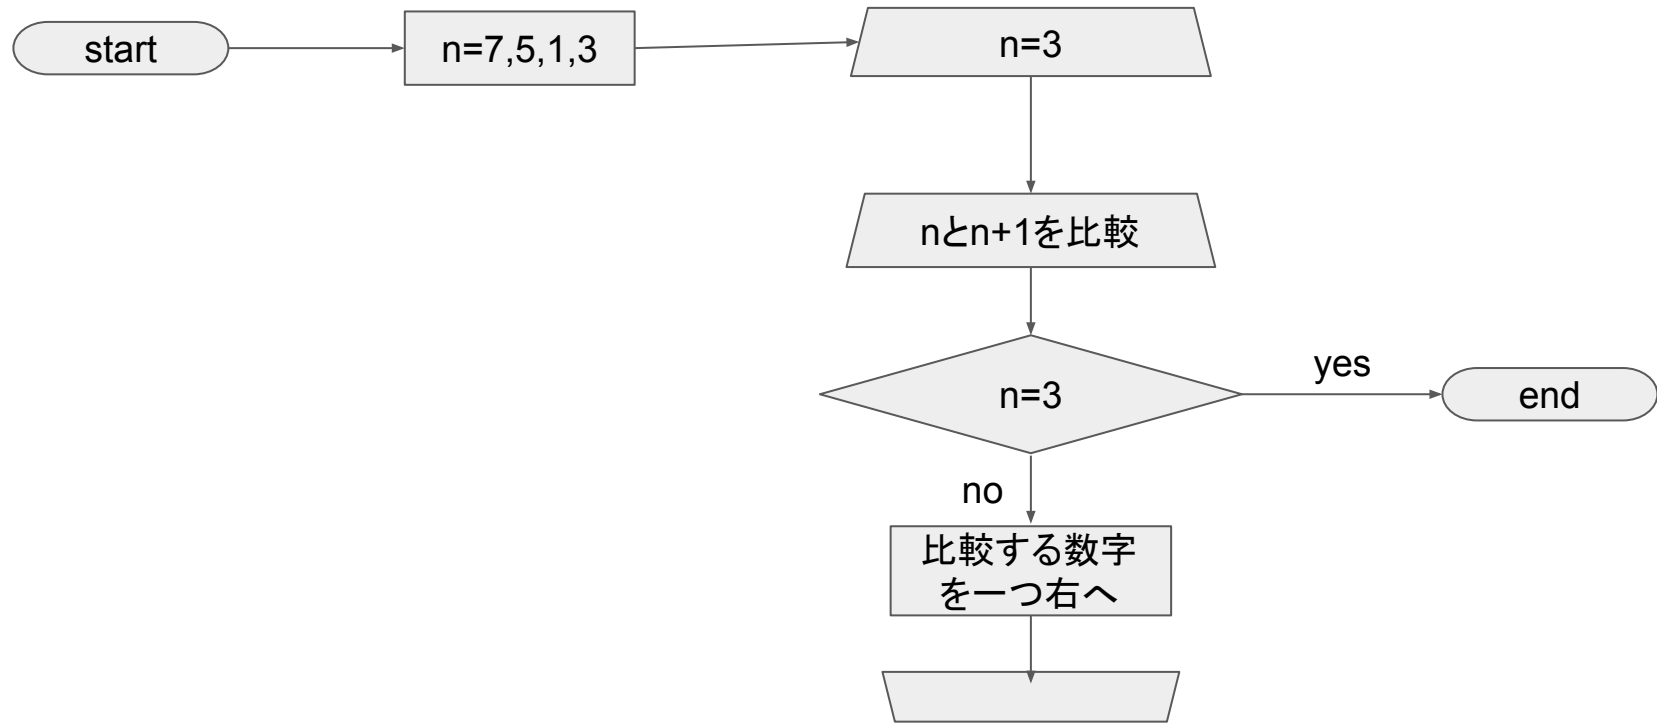 start
n=7,5,1,3
n=3
nとn+1を比較
n=3
yes
end
no
比較する数字
を一つ右へ